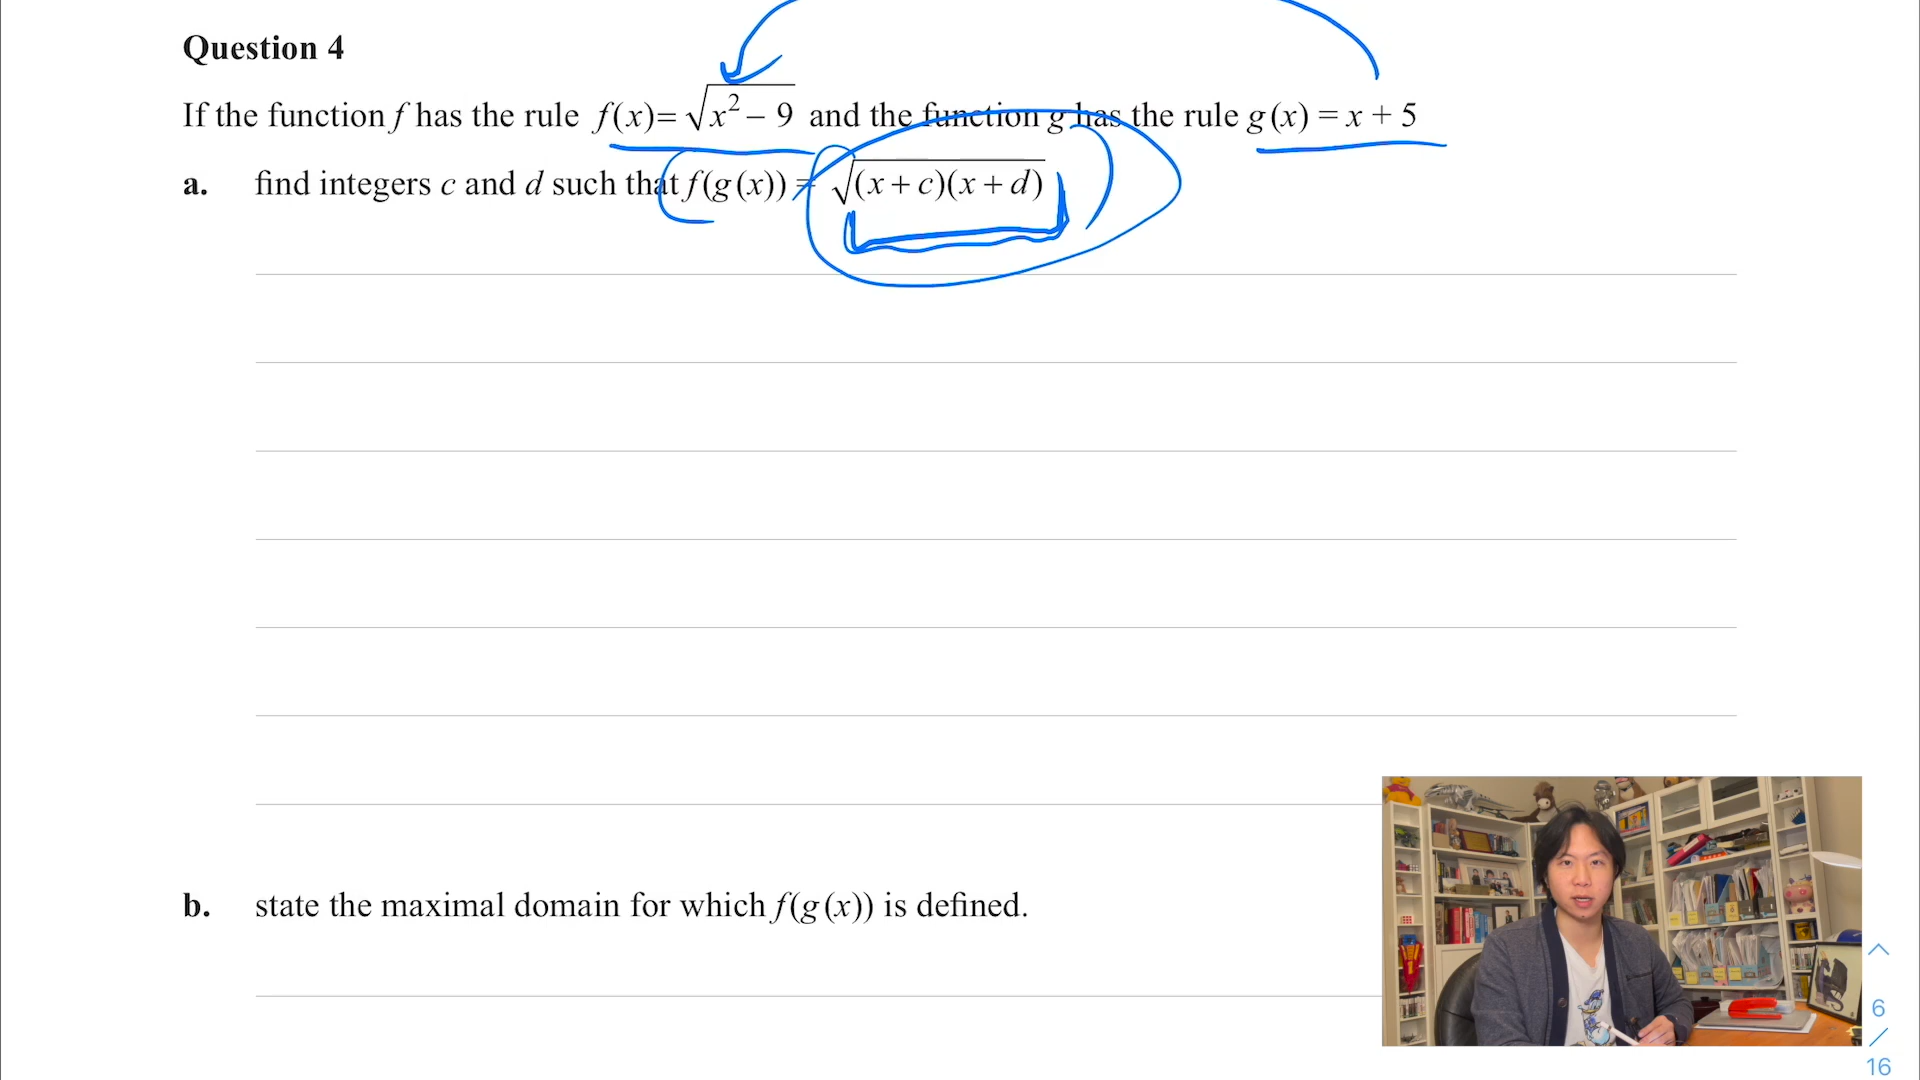 Question 4
If the function f has the rule f(x)= √(x² – 9) and the function g has the rule g(x) = x + 5
a. find integers c and d such that f(g(x)) = √((x + c)(x + d))
b. state the maximal domain for which f(g(x)) is defined.
6
/
16